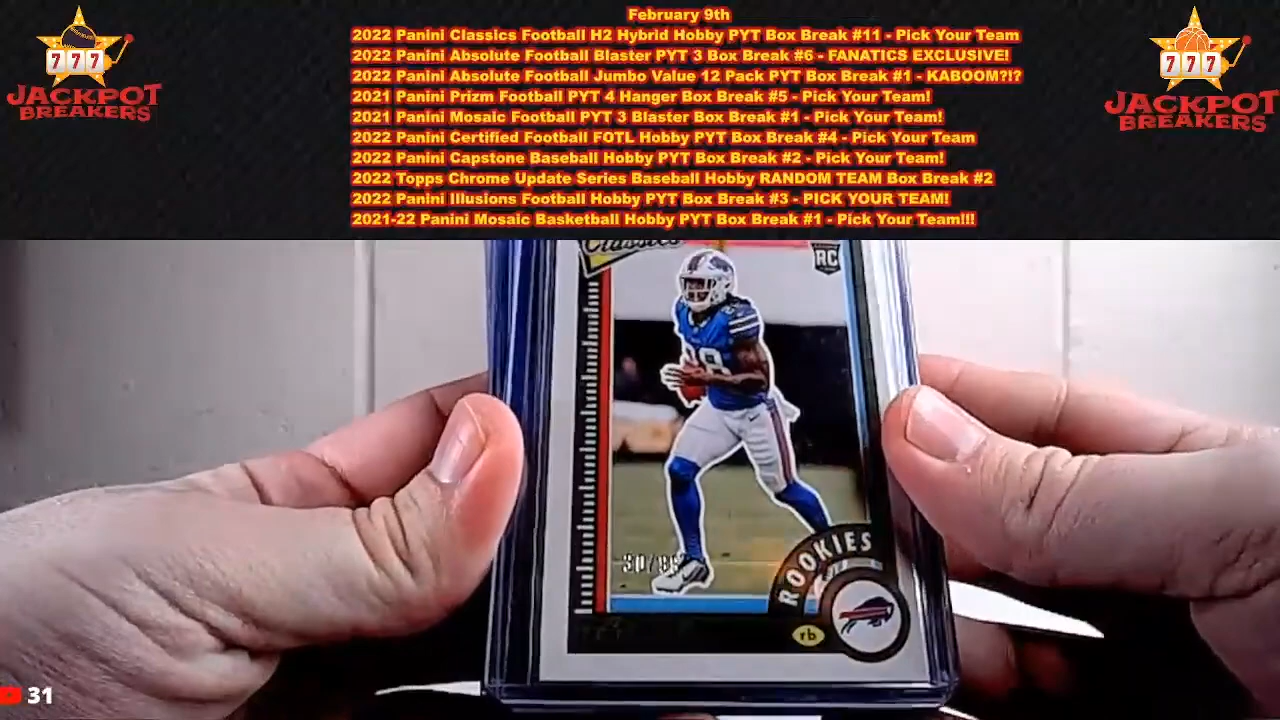 February 9th
2022 Panini Classics Football H2 Hybrid Hobby PYT Box Break #11 - Pick Your Team
2022 Panini Absolute Football Blaster PYT 3 Box Break #6 - FANATICS EXCLUSIVE!
2022 Panini Absolute Football Jumbo Value 12 Pack PYT Box Break #1 - KABOOM?!?
2021 Panini Prizm Football PYT 4 Hanger Box Break #5 - Pick Your Team!
2021 Panini Mosaic Football PYT 3 Blaster Box Break #1 - Pick Your Team!
2022 Panini Certified Football FOTL Hobby PYT Box Break #4 - Pick Your Team
2022 Panini Capstone Baseball Hobby PYT Box Break #2 - Pick Your Team!
2022 Topps Chrome Update Series Baseball Hobby RANDOM TEAM Box Break #2
2022 Panini Illusions Football Hobby PYT Box Break #3 - PICK YOUR TEAM!
2021-22 Panini Mosaic Basketball Hobby PYT Box Break #1 - Pick Your Team!!!
777
JACKPOT
BREAKERS
777
JACKPOT
BREAKERS
Classics
RC
ROOKIES
rb
31